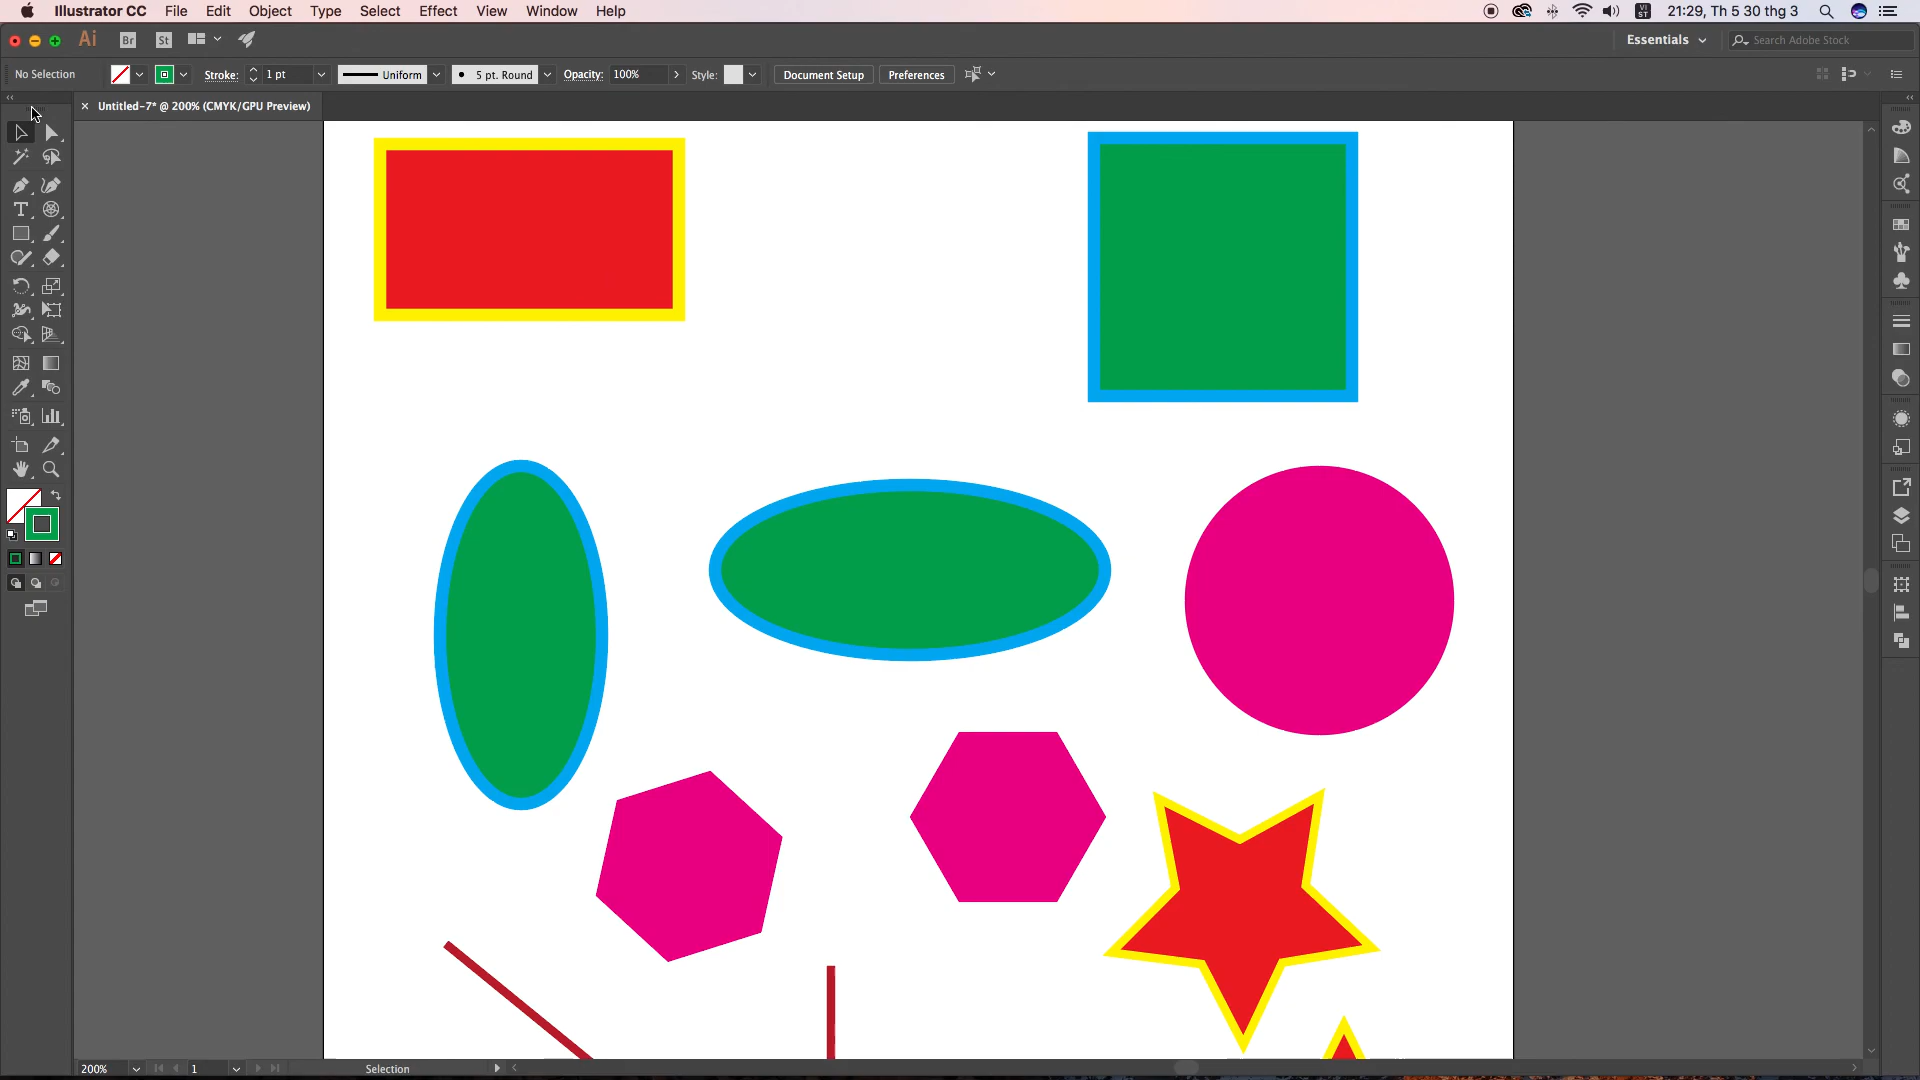 Illustrator CC File Edit Object Type Select Effect View Window Help VI ST 21:29, Th 5 30 thg 3
Ai Br St Essentials Search Adobe Stock
No Selection Stroke: 1 pt Uniform 5 pt. Round Opacity: 100% Style: Document Setup Preferences
× Untitled-7* @ 200% (CMYK/GPU Preview)
200% 1 Selection